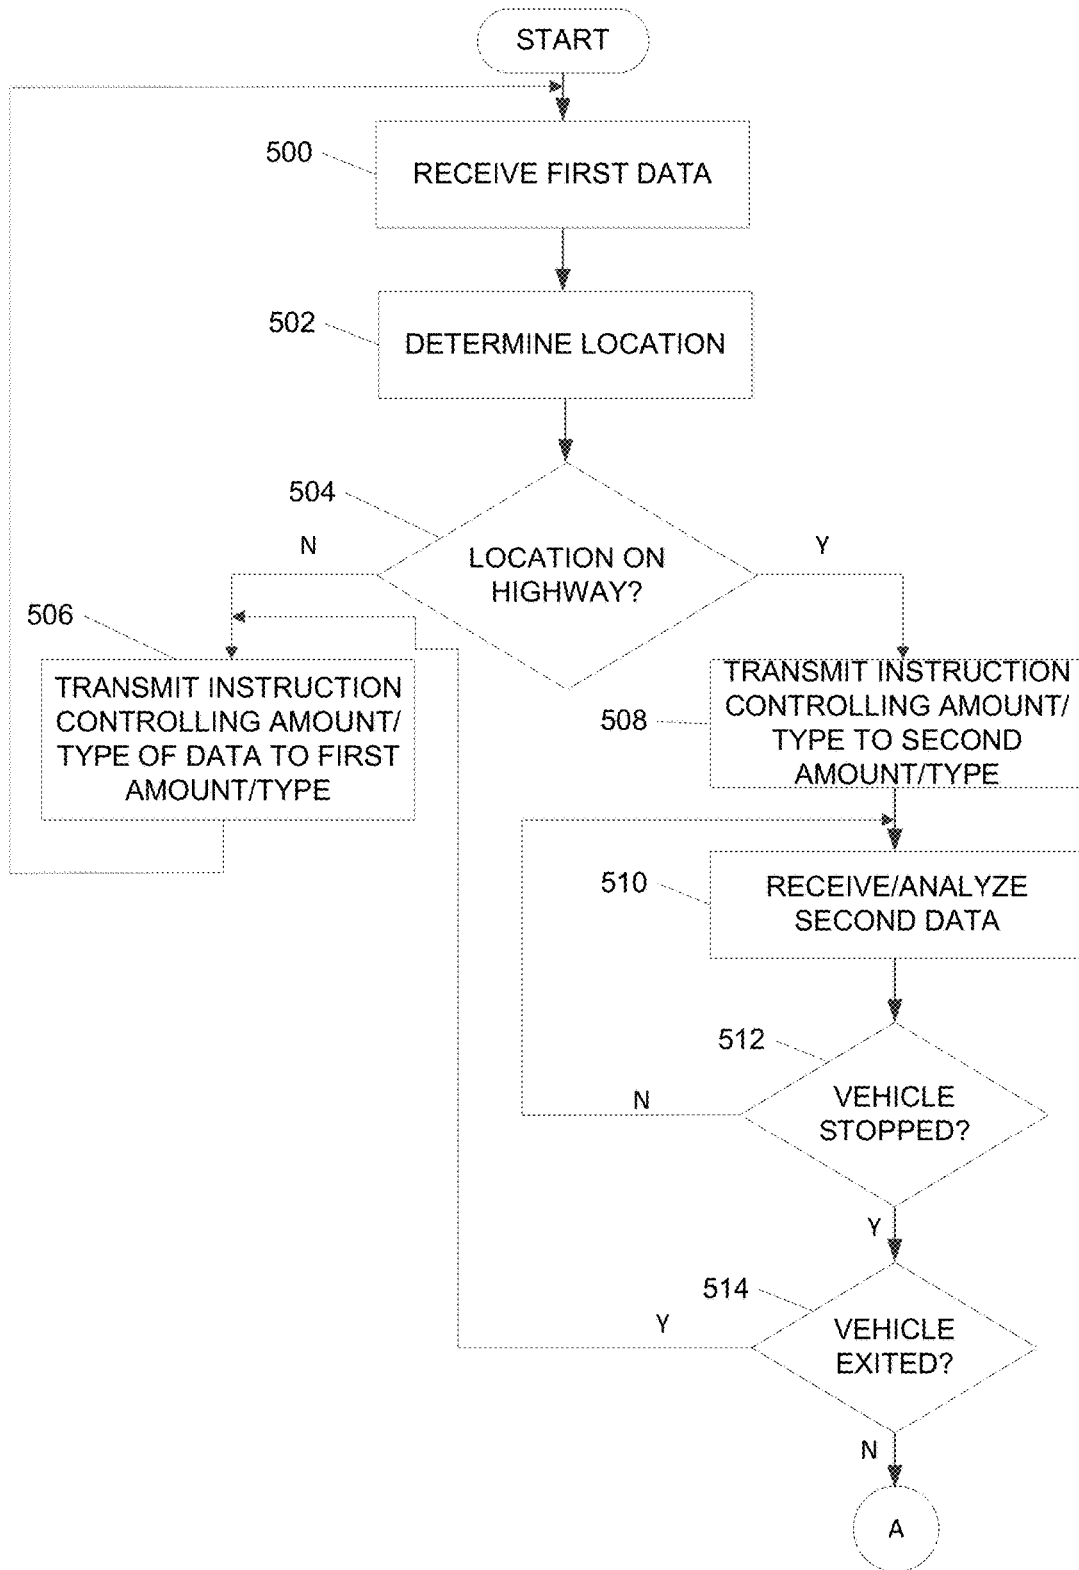 START
500
RECEIVE FIRST DATA
502
DETERMINE LOCATION
504
N
LOCATION ON
HIGHWAY?
Y
506
TRANSMIT INSTRUCTION
CONTROLLING AMOUNT/
TYPE OF DATA TO FIRST
AMOUNT/TYPE
508
TRANSMIT INSTRUCTION
CONTROLLING AMOUNT/
TYPE TO SECOND
AMOUNT/TYPE
510
RECEIVE/ANALYZE
SECOND DATA
512
N
VEHICLE
STOPPED?
Y
514
Y
VEHICLE
EXITED?
N
A